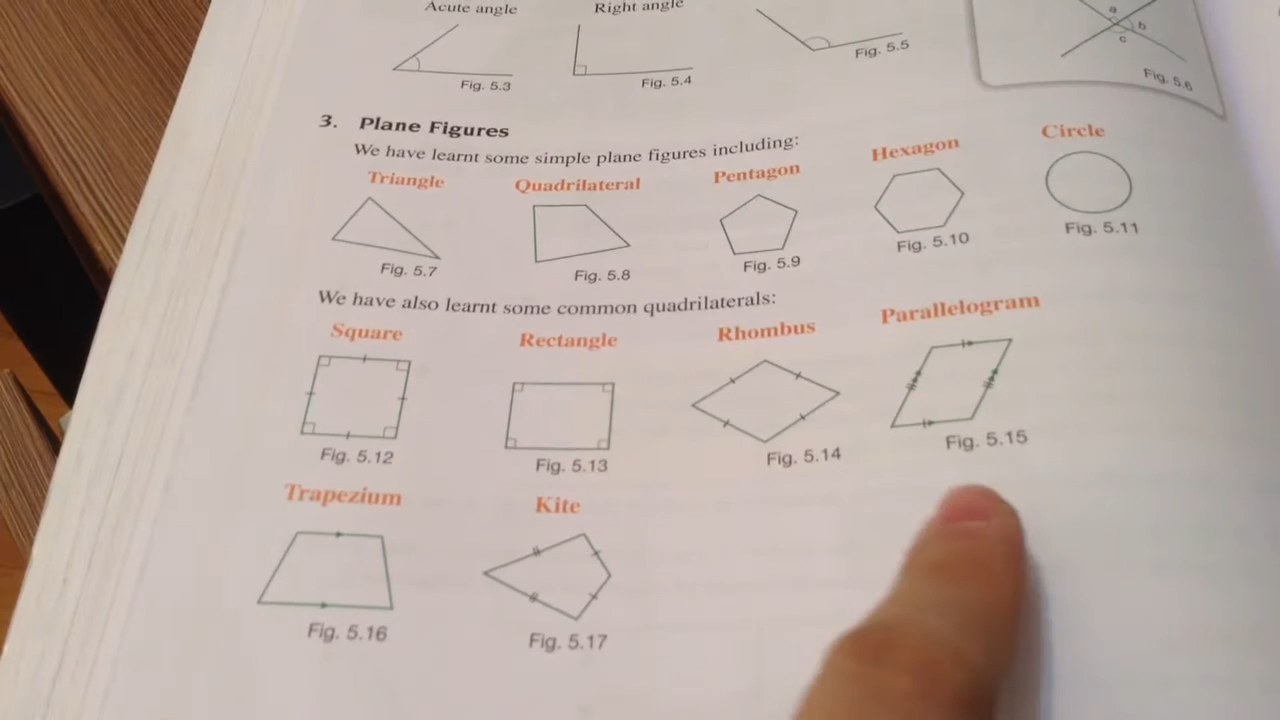 Acute angle Right angle
Fig. 5.3 Fig. 5.4 Fig. 5.5
a
b
c
Fig. 5.6
3. Plane Figures
We have learnt some simple plane figures including:
Triangle Quadrilateral Pentagon Hexagon Circle
Fig. 5.7 Fig. 5.8 Fig. 5.9 Fig. 5.10 Fig. 5.11
We have also learnt some common quadrilaterals:
Square Rectangle Rhombus Parallelogram
Fig. 5.12 Fig. 5.13 Fig. 5.14 Fig. 5.15
Trapezium Kite
Fig. 5.16 Fig. 5.17